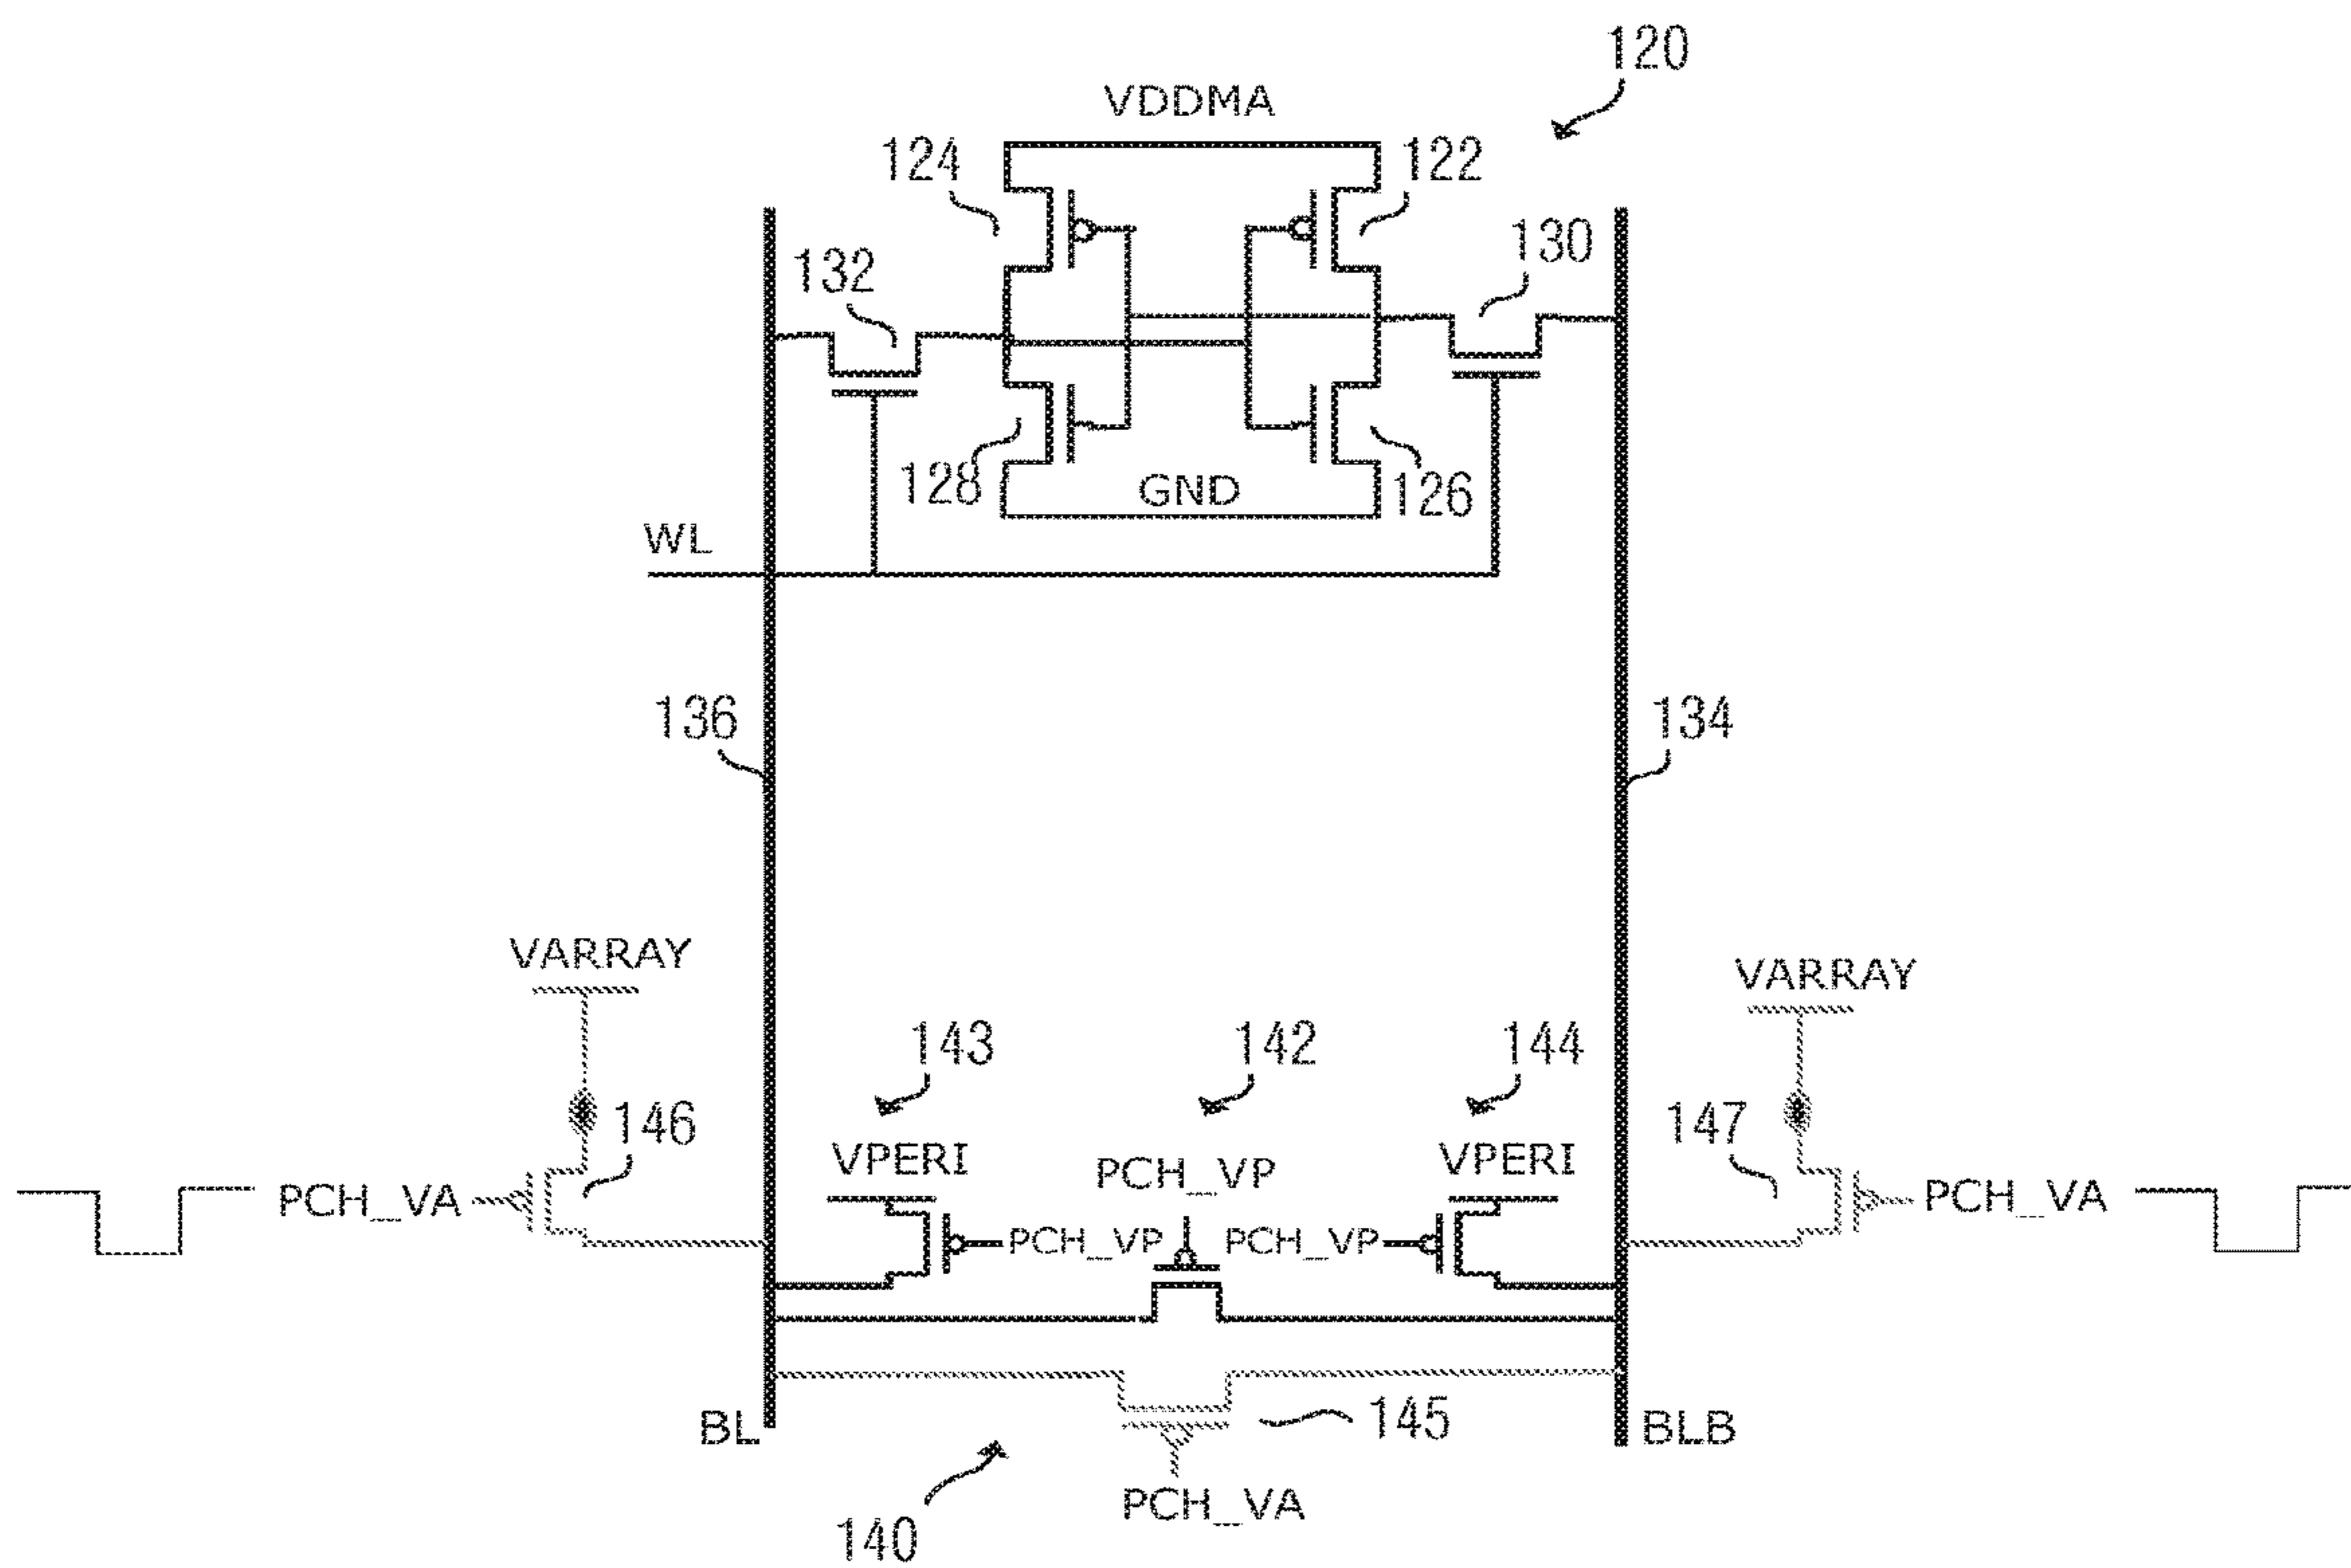 120
VDDMA
124
122
130
132
128
GND
126
WL
136
134
VARRAY
VARRAY
143
142
144
146
147
VPERI
PCH_VP
VPERI
PCH_VA
PCH_VA
PCH_VP
PCH_VP
BL
145
BLB
PCH_VA
140